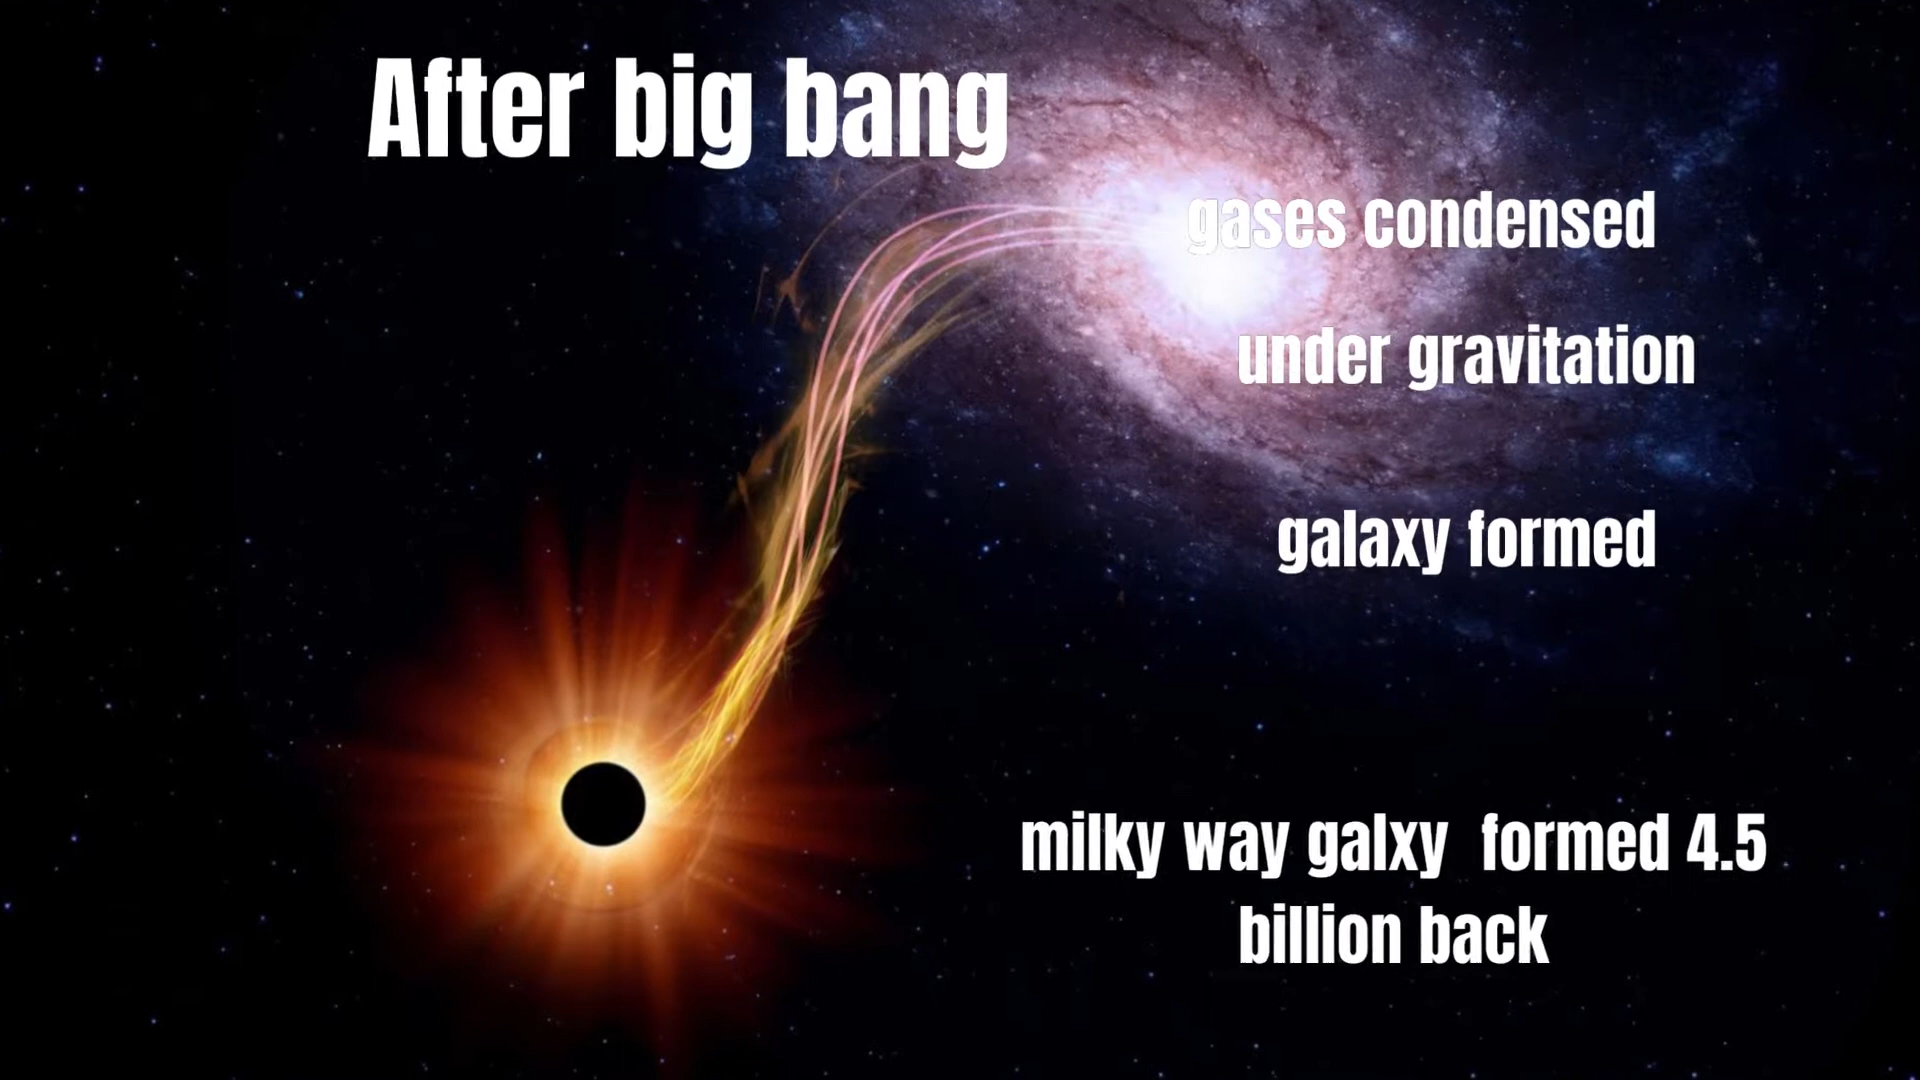 After big bang
gases condensed
under gravitation
galaxy formed
milky way galxy formed 4.5
billion back